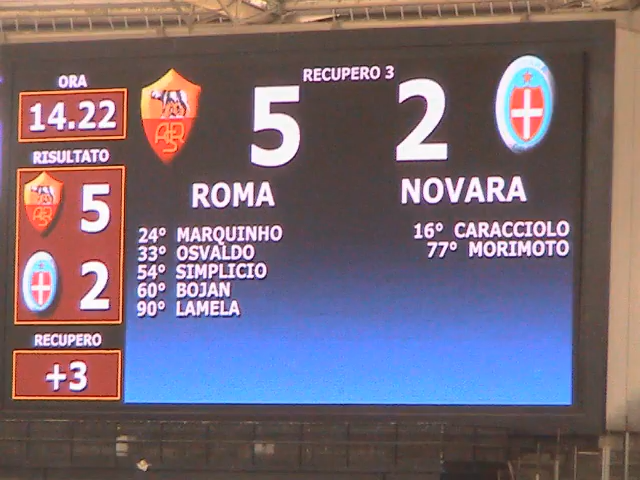 ORA
14.22
RISULTATO
5
2
RECUPERO
+3
RECUPERO 3
5 2
ROMA NOVARA
24° MARQUINHO
33° OSVALDO
54° SIMPLICIO
60° BOJAN
90° LAMELA
16° CARACCIOLO
77° MORIMOTO